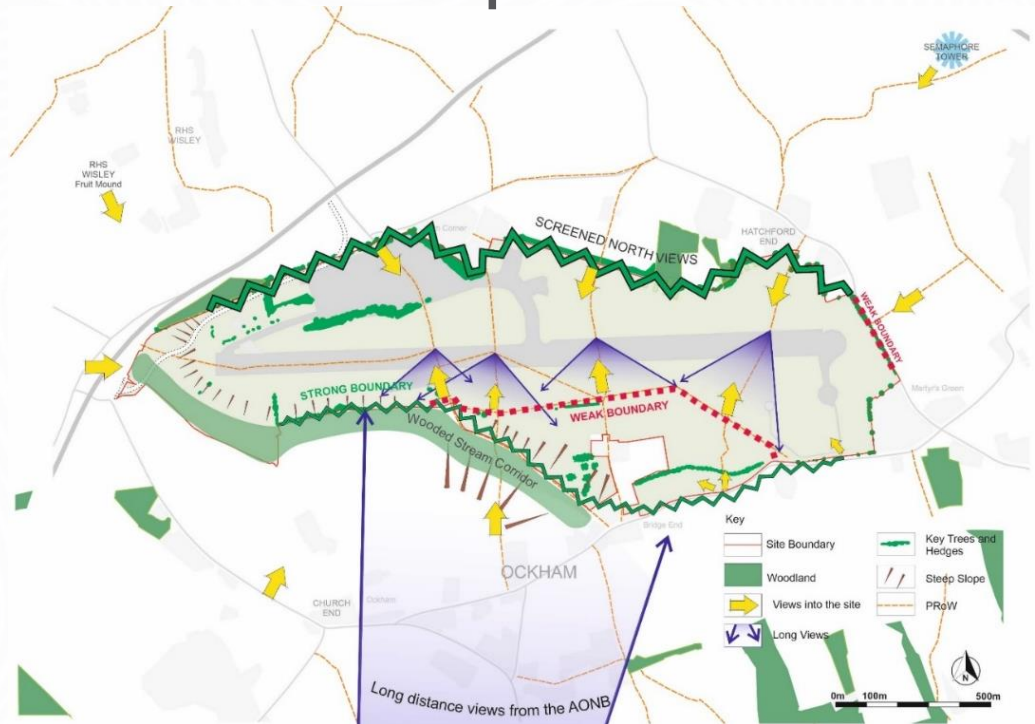 SEMAPHORE
TOWER
RHS
WISLEY
RHS
WISLEY
Fruit Mound
Corner
SCREENED NORTH VIEWS
HATCHFORD
END
WEAK BOUNDARY
STRONG BOUNDARY
WEAK BOUNDARY
Martyr's Green
Wooded Stream Corridor
Bridge End
OCKHAM
CHURCH
END
Ockham
Long distance views from the AONB
Key
Site Boundary
Woodland
Views into the site
Long Views
Key Trees and
Hedges
Steep Slope
PRoW
N
0m 100m 500m